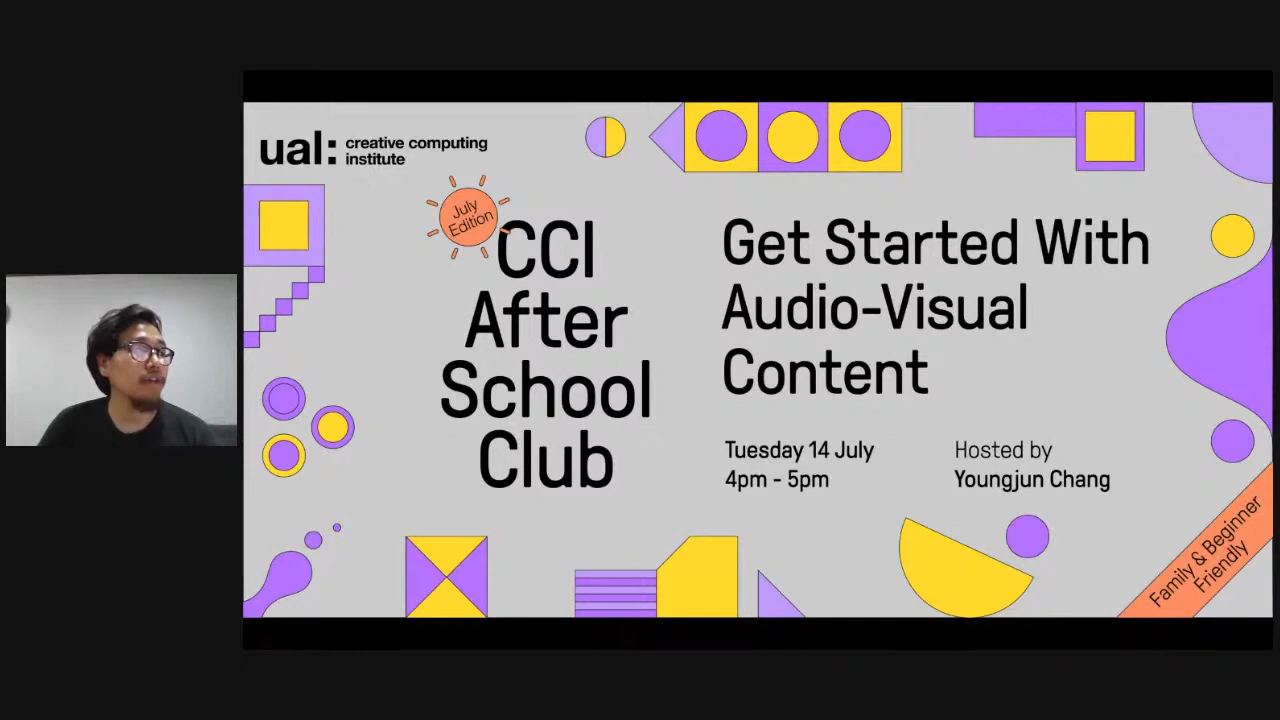 ual: creative computing
institute
July
Edition
CCI
After
School
Club
Get Started With
Audio-Visual
Content
Tuesday 14 July
4pm - 5pm
Hosted by
Youngjun Chang
Family & Beginner
Friendly